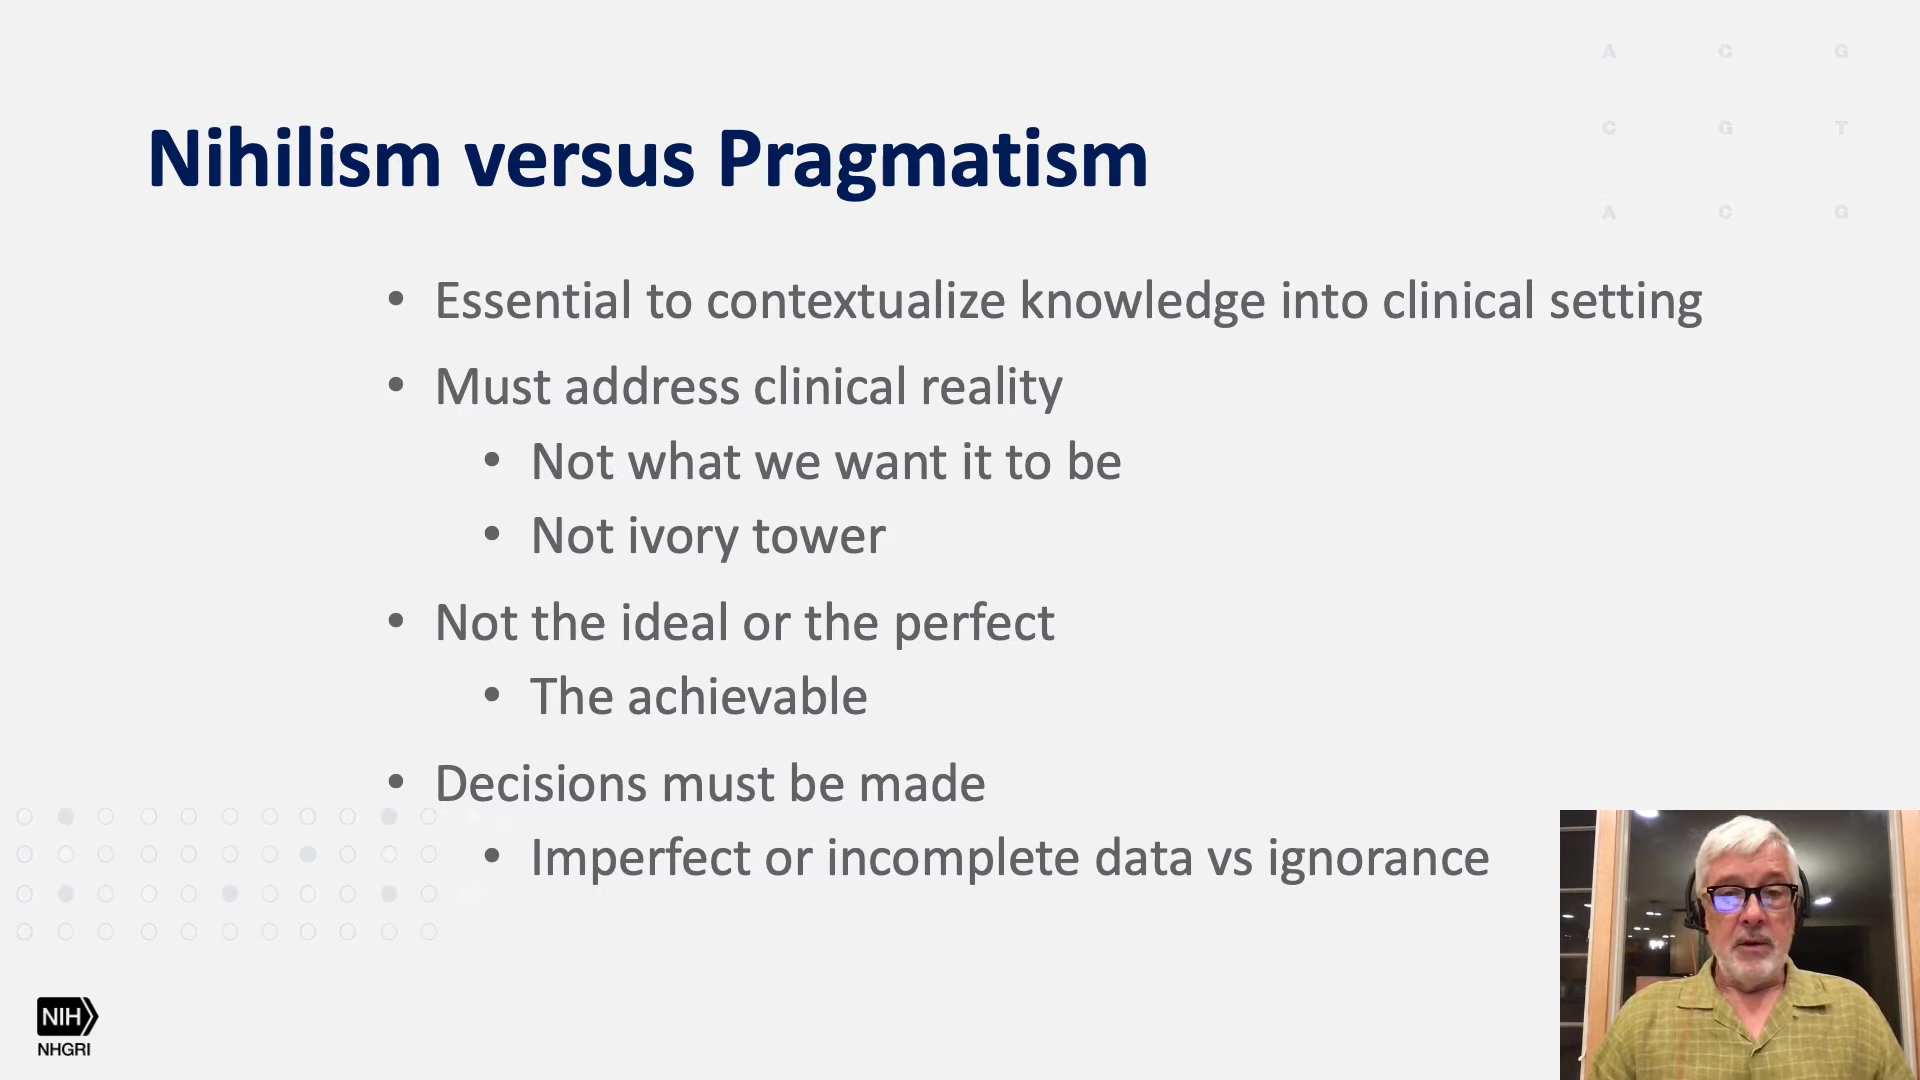 A C G
C G T
A C G
Nihilism versus Pragmatism
• Essential to contextualize knowledge into clinical setting
• Must address clinical reality
• Not what we want it to be
• Not ivory tower
• Not the ideal or the perfect
• The achievable
• Decisions must be made
• Imperfect or incomplete data vs ignorance
NIH
NHGRI